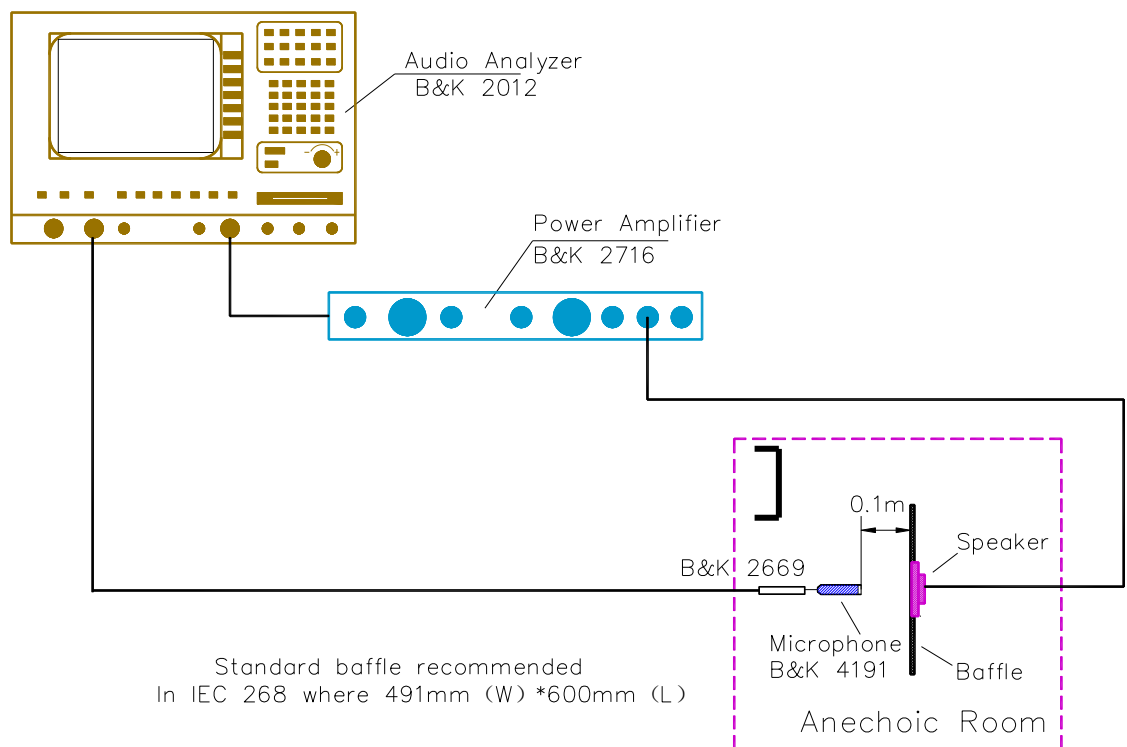 Audio Analyzer
B&K 2012
Power Amplifier
B&K 2716
0.1m
Speaker
B&K 2669
Microphone
B&K 4191
Baffle
Standard baffle recommended
In IEC 268 where 491mm (W) *600mm (L)
Anechoic Room